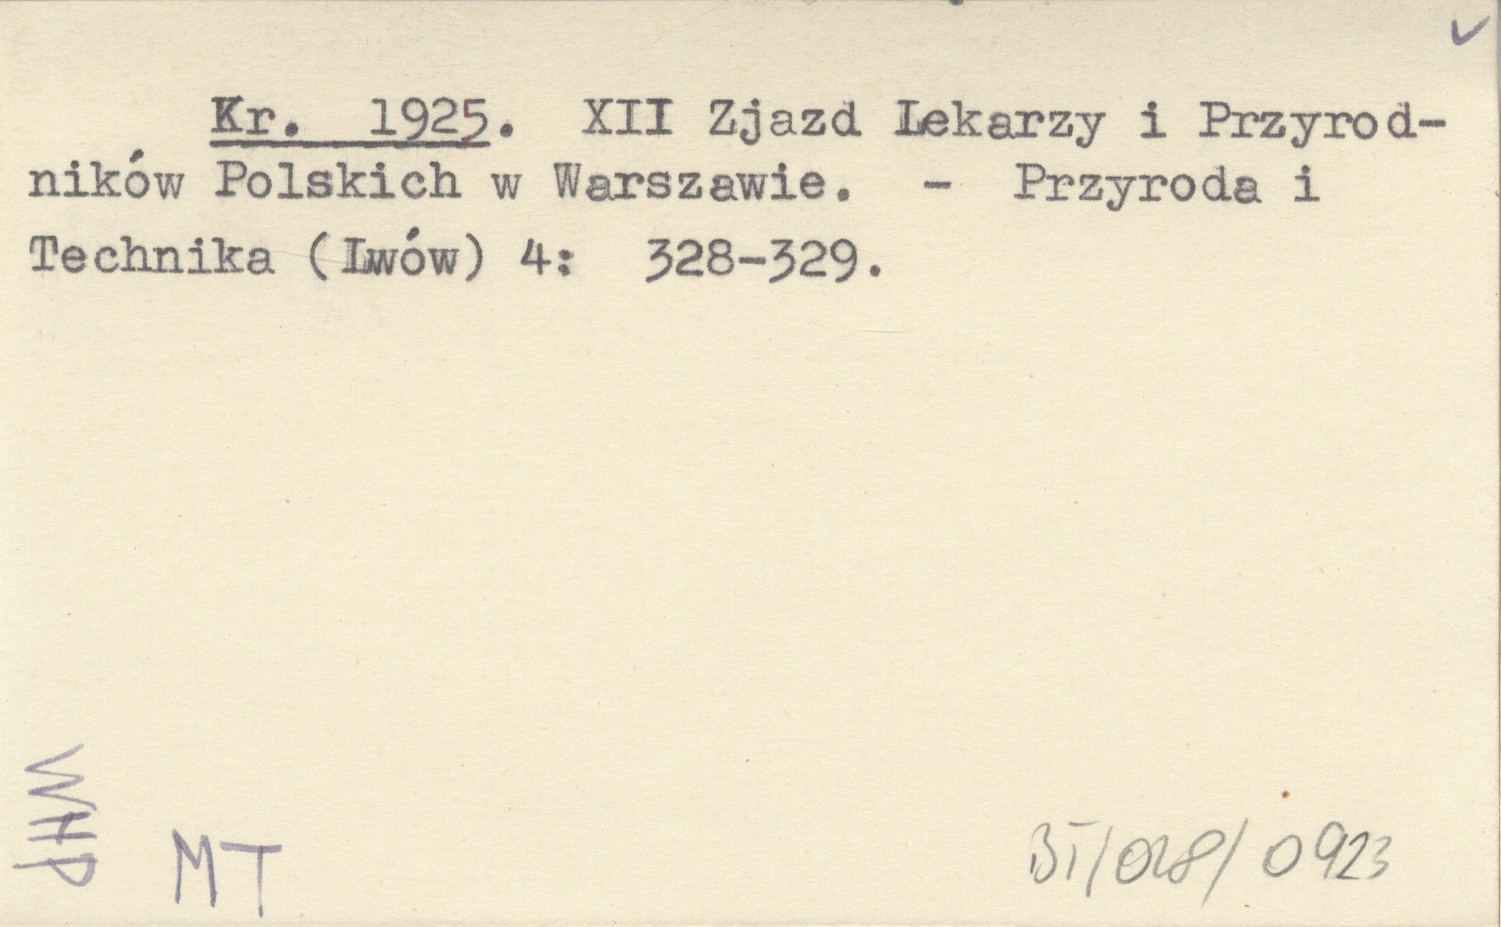 Kr. 1925. XII Zjazd Lekarzy i Przyrod-
ników Polskich w Warszawie. - Przyroda i
Technika (Lwów) 4: 328-329.
WHP
MT
BI/028/0923